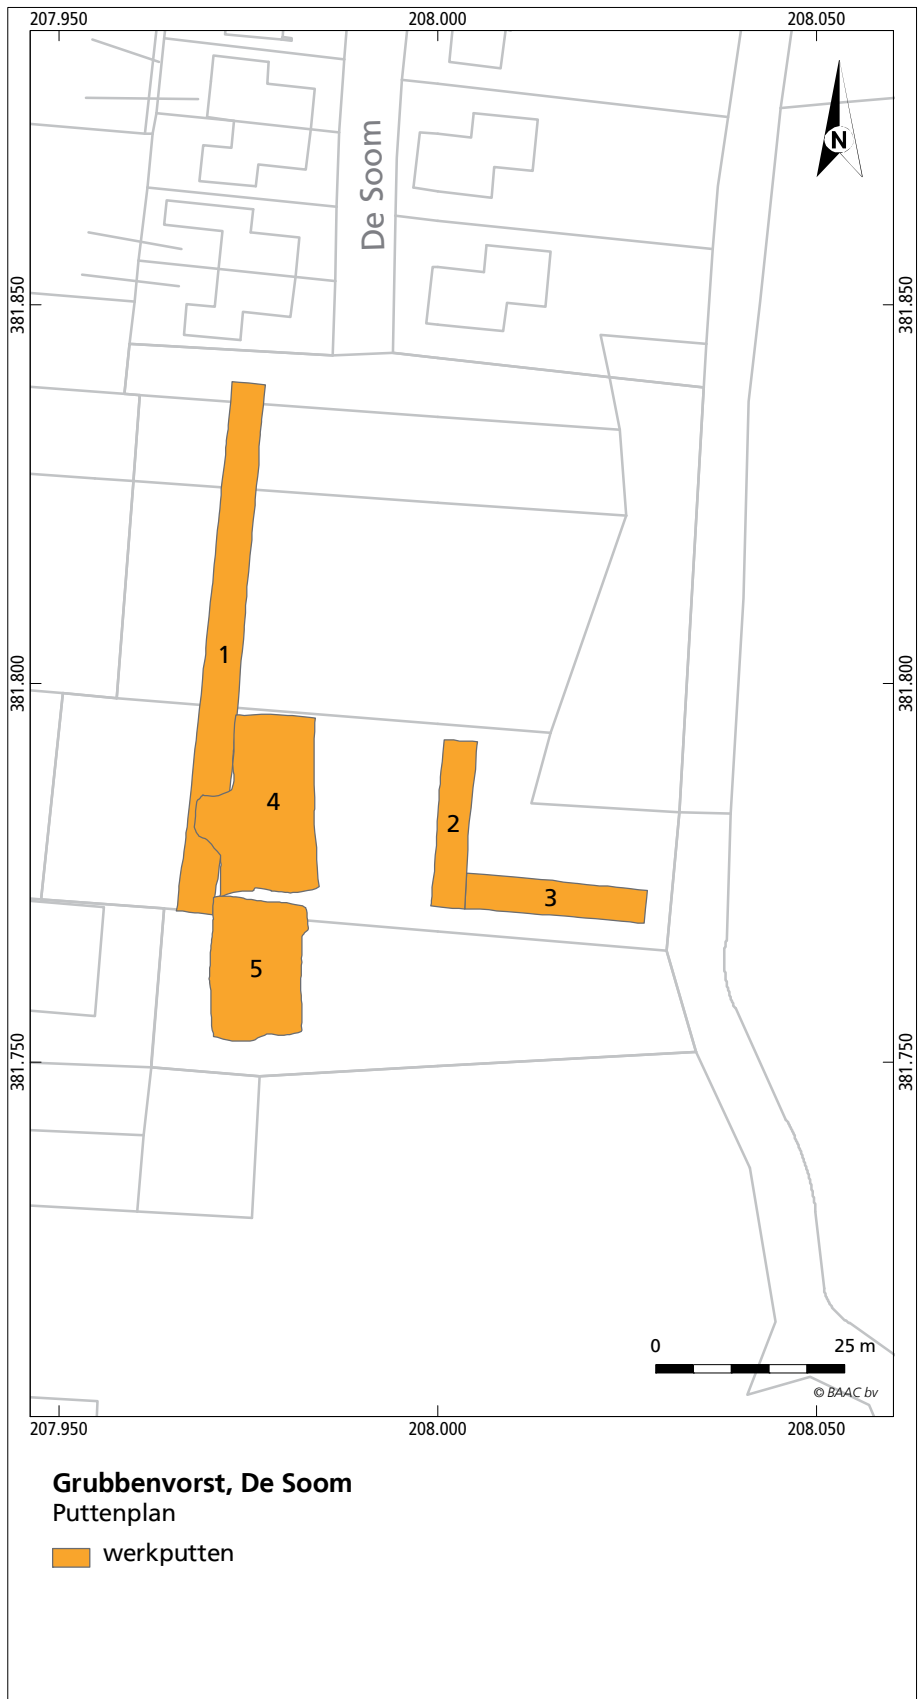 207.950 208.000 208.050
N
De Soom
381.850 381.850
1
381.800 381.800
4
2
3
5
381.750 381.750
0 25 m
© BAAC bv
207.950 208.000 208.050
Grubbenvorst, De Soom
Puttenplan
werkputten